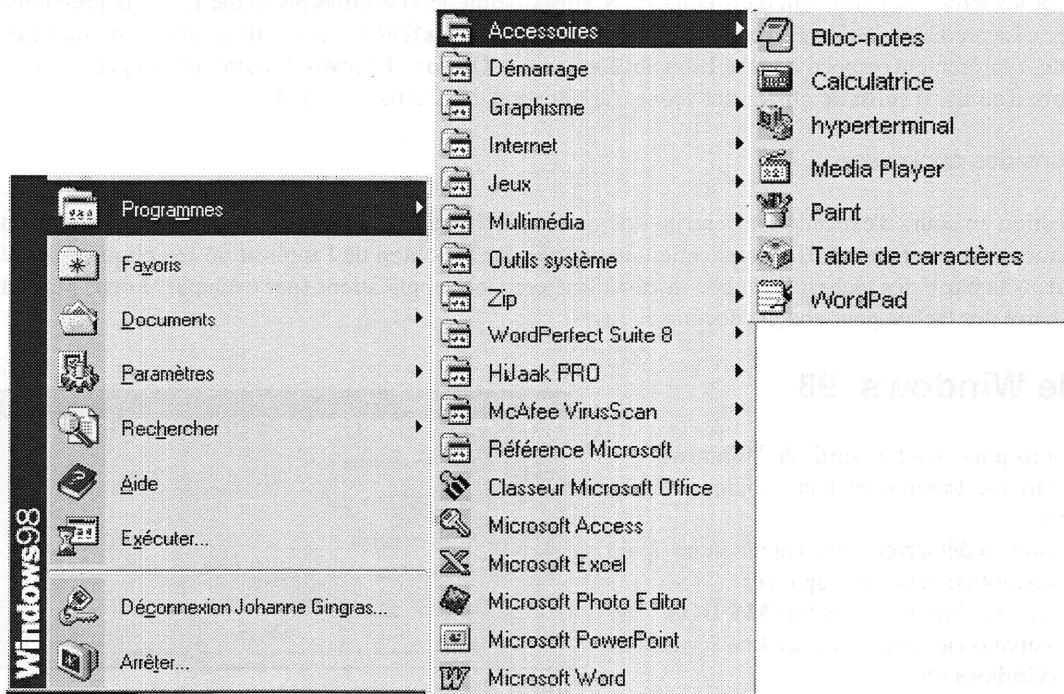 Programmes
Favoris
Documents
Paramètres
Rechercher
Aide
Exécuter...
Déconnexion Johanne Gingras...
Arrêter...
Windows98
Accessoires
Démarrage
Graphisme
Internet
Jeux
Multimédia
Outils système
Zip
WordPerfect Suite 8
HiJaak PRO
McAfee VirusScan
Référence Microsoft
Classeur Microsoft Office
Microsoft Access
Microsoft Excel
Microsoft Photo Editor
Microsoft PowerPoint
Microsoft Word
Bloc-notes
Calculatrice
hyperterminal
Media Player
Paint
Table de caractères
WordPad
le Windows 98